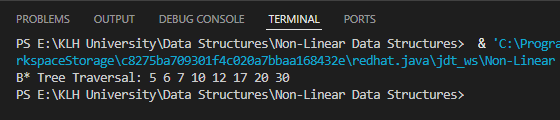 PROBLEMS OUTPUT DEBUG CONSOLE TERMINAL PORTS
PS E:\KLH University\Data Structures\Non-Linear Data Structures> & 'C:\Progra
rkspaceStorage\c8275ba709301f4c020a7bbaa168432e\redhat.java\jdt_ws\Non-Linear
B* Tree Traversal: 5 6 7 10 12 17 20 30
PS E:\KLH University\Data Structures\Non-Linear Data Structures>